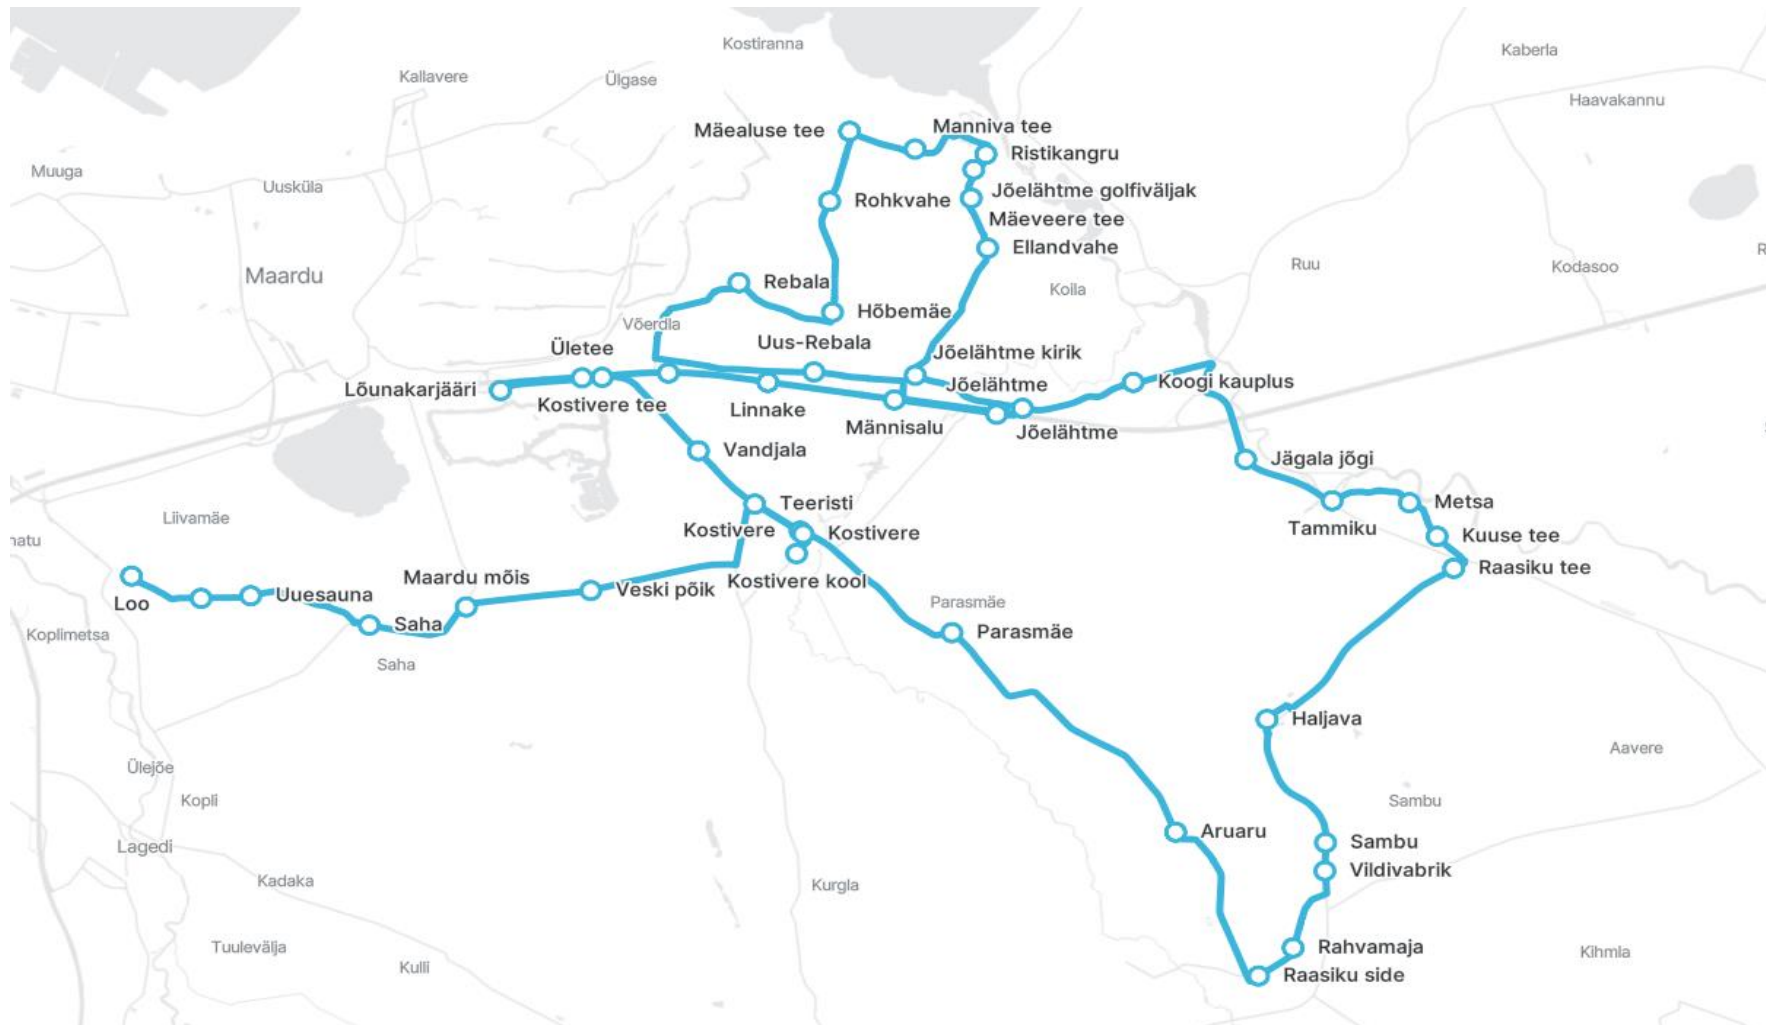 Kostiranna
Kaberla
Kallavere
Ülgase
Haavakannu
Mäealuse tee
Manniva tee
Ristikangru
Muuga
Uusküla
Jõelähtme golfiväljak
Rohkvahe
Mäeveere tee
Ellandvahe
Maardu
Rebala
Koila
Ruu
Kodasoo
R
Hõbemäe
Võerdla
Ületee
Uus-Rebala
Jõelähtme kirik
Lõunakarjääri
Jõelähtme
Koogi kauplus
Kostivere tee
Linnake
Männisalu
Jõelähtme
Vandjala
Jägala jõgi
Liivamäe
Teeristi
Metsa
natu
Kostivere
Kostivere
Tammiku
Kuuse tee
Raasiku tee
Maardu mõis
Kostivere kool
Loo
Uuesauna
Veski põik
Parasmäe
Koplimetsa
Saha
Parasmäe
Saha
Haljava
Aavere
Ülejõe
Kopli
Sambu
Aruaru
Sambu
Lagedi
Vildivabrik
Kadaka
Kurgla
Tuulevälja
Rahvamaja
Kihmla
Kulli
Raasiku side